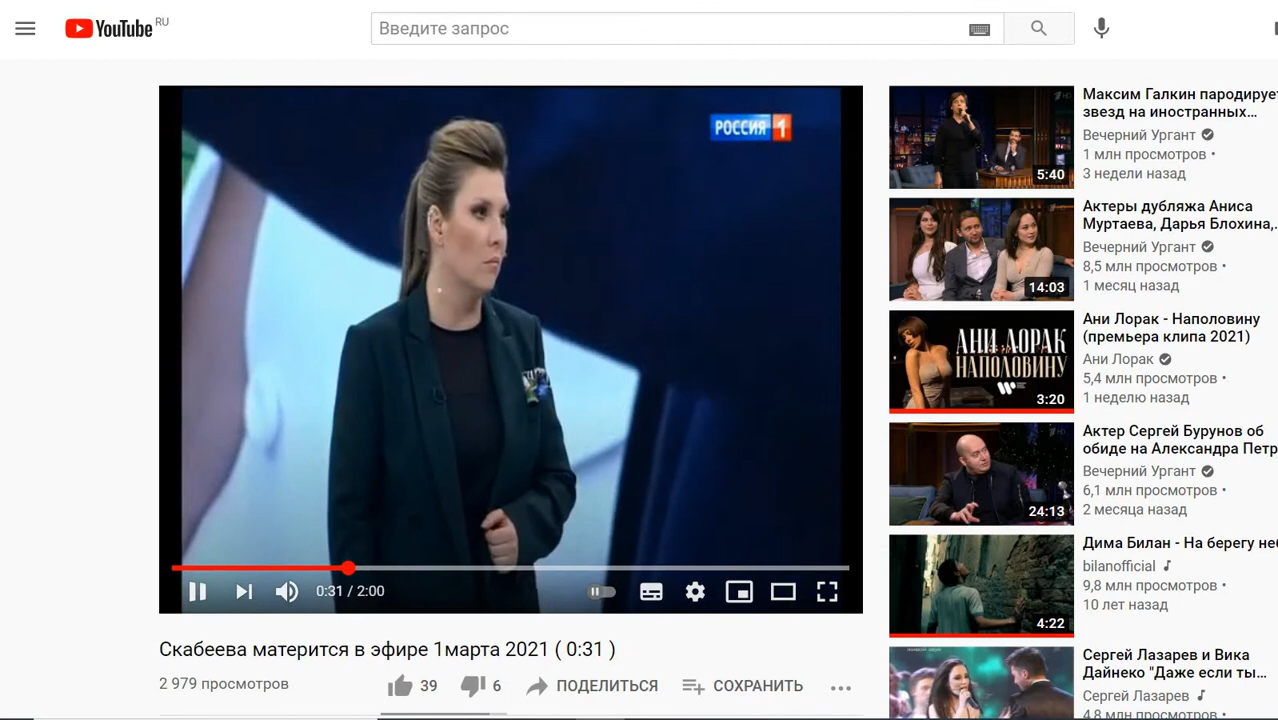 YouTube RU
Введите запрос
РОССИЯ 1
0:31 / 2:00
Скабеева матерится в эфире 1марта 2021 ( 0:31 )
2 979 просмотров
39
6
ПОДЕЛИТЬСЯ
СОХРАНИТЬ
5:40
Максим Галкин пародирует
звезд на иностранных...
Вечерний Ургант
1 млн просмотров •
3 недели назад
14:03
Актеры дубляжа Аниса
Муртаева, Дарья Блохина,
Вечерний Ургант
8,5 млн просмотров •
1 месяц назад
АНИ ЛОРАК
НАПОЛОВИНУ
3:20
Ани Лорак - Наполовину
(премьера клипа 2021)
Ани Лорак
5,4 млн просмотров •
1 неделю назад
24:13
Актер Сергей Бурунов об
обиде на Александра Петр
Вечерний Ургант
6,1 млн просмотров •
2 месяца назад
4:22
Дима Билан - На берегу неб
bilanofficial
9,8 млн просмотров •
10 лет назад
Сергей Лазарев и Вика
Дайнеко "Даже если ты...
Сергей Лазарев
4,8 млн просмотров •